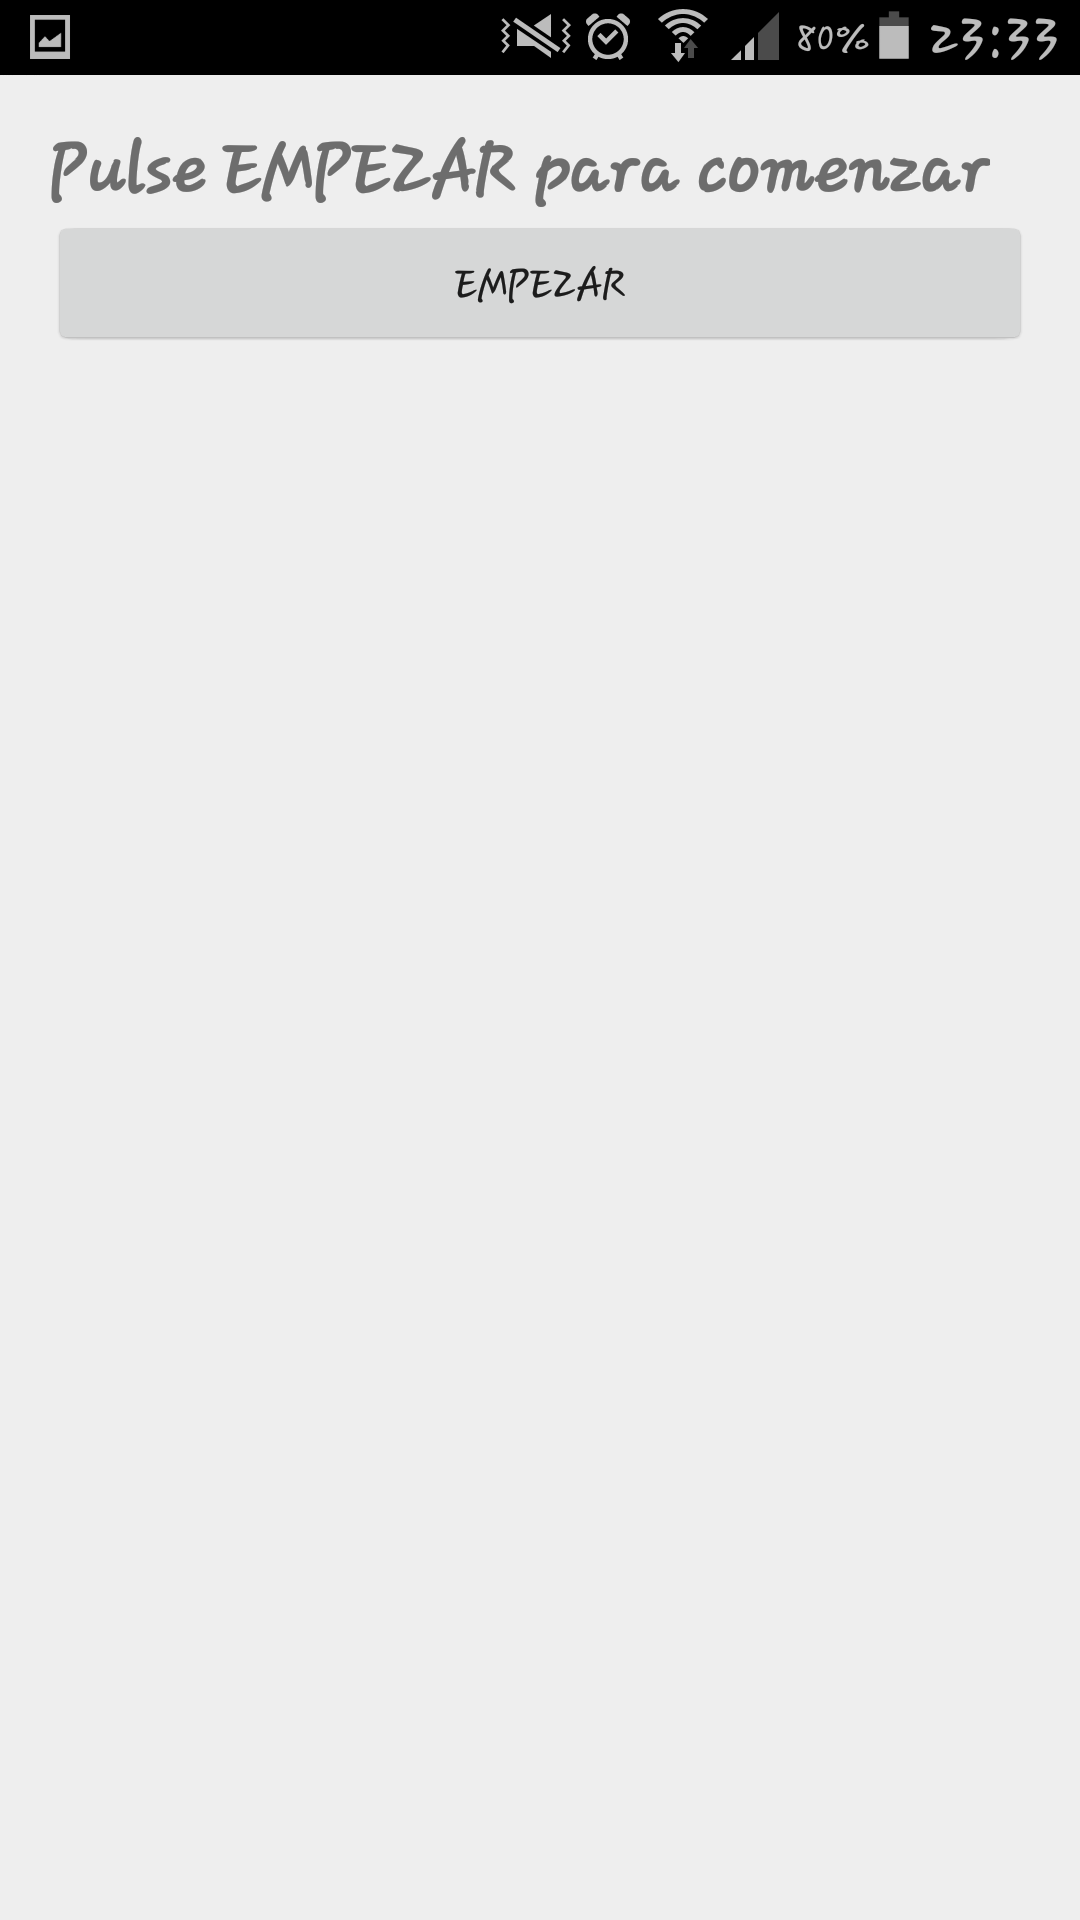 80% 23:33
Pulse EMPEZAR para comenzar
EMPEZAR